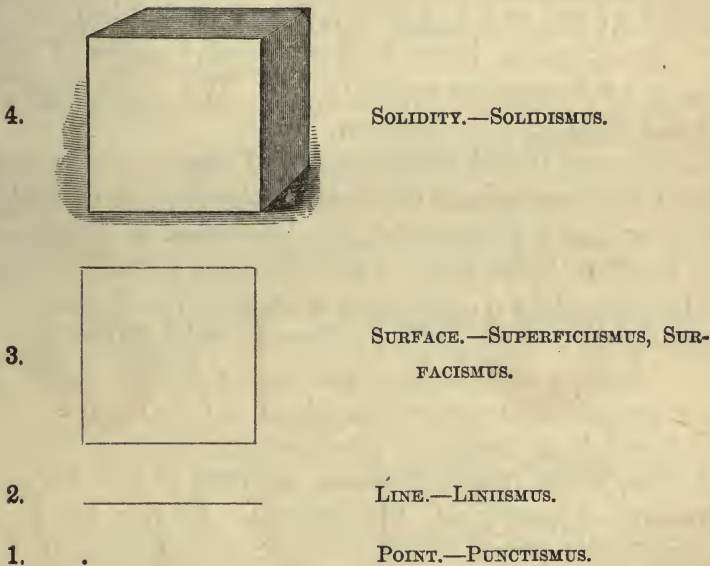 4. SOLIDITY.—SOLIDISMUS.
3. SURFACE.—SUPERFICIISMUS, SUR-
FACISMUS.
2. LINE.—LINIISMUS.
1. POINT.—PUNCTISMUS.